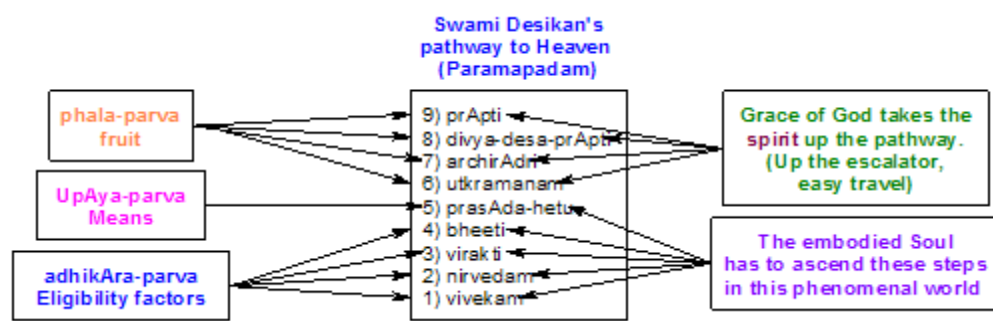 Swami Desikan's
pathway to Heaven
(Paramapadam)
phala-parva
fruit
UpAya-parva
Means
adhikAra-parva
Eligibility factors
9) prApti
8) divya-desa-prApti
7) archirAdri
6) utkramanam
5) prasAda-hetu
4) bheeti
3) virakti
2) nirvedam
1) vivekam
Grace of God takes the
spirit up the pathway.
(Up the escalator,
easy travel)
The embodied Soul
has to ascend these steps
in this phenomenal world